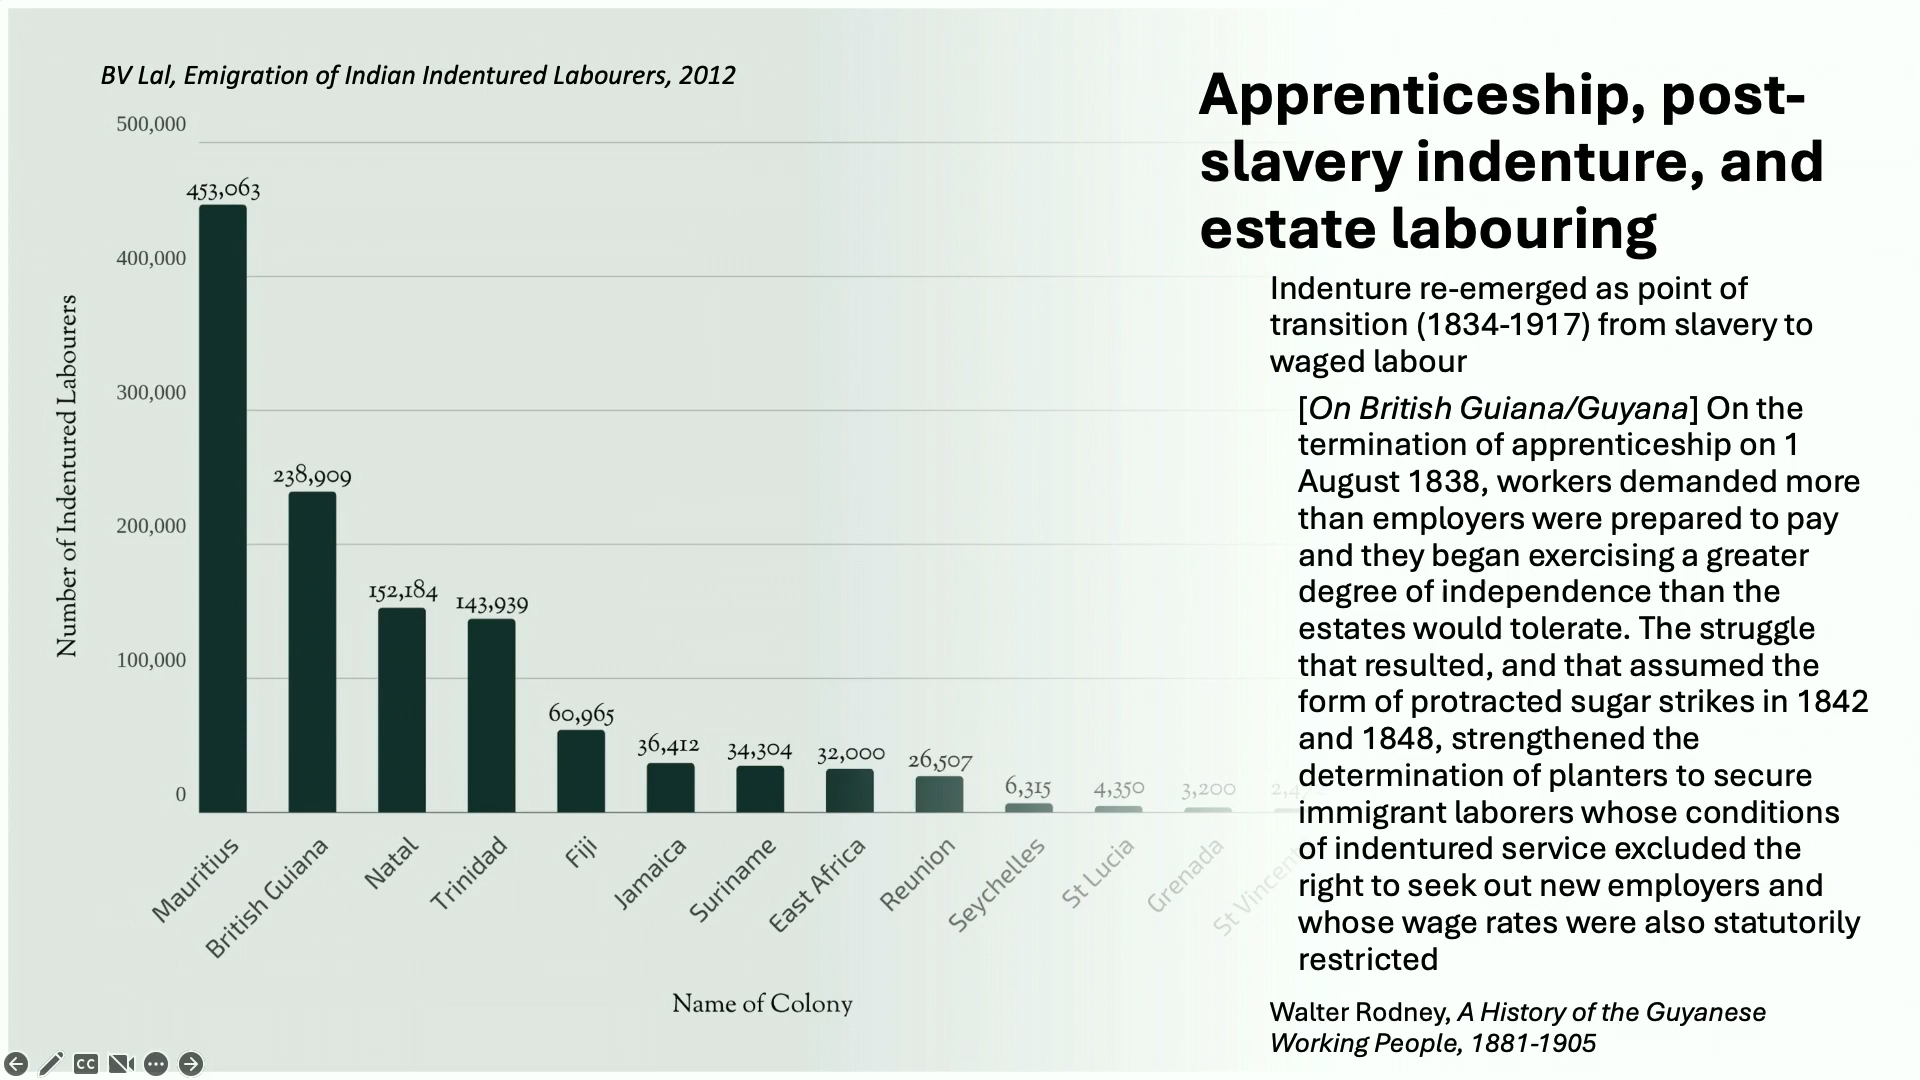 BV Lal, Emigration of Indian Indentured Labourers, 2012
500,000
400,000
300,000
200,000
100,000
0
Number of Indentured Labourers
453,063
238,909
152,184
143,939
60,965
36,412
34,304
32,000
26,507
6,315
4,350
3,200
Mauritius
British Guiana
Natal
Trinidad
Fiji
Jamaica
Suriname
East Africa
Reunion
Seychelles
St Lucia
Grenada
St Vincent
Name of Colony
Apprenticeship, post-
slavery indenture, and
estate labouring
Indenture re-emerged as point of
transition (1834-1917) from slavery to
waged labour
[On British Guiana/Guyana] On the
termination of apprenticeship on 1
August 1838, workers demanded more
than employers were prepared to pay
and they began exercising a greater
degree of independence than the
estates would tolerate. The struggle
that resulted, and that assumed the
form of protracted sugar strikes in 1842
and 1848, strengthened the
determination of planters to secure
immigrant laborers whose conditions
of indentured service excluded the
right to seek out new employers and
whose wage rates were also statutorily
restricted
Walter Rodney, A History of the Guyanese
Working People, 1881-1905
CC